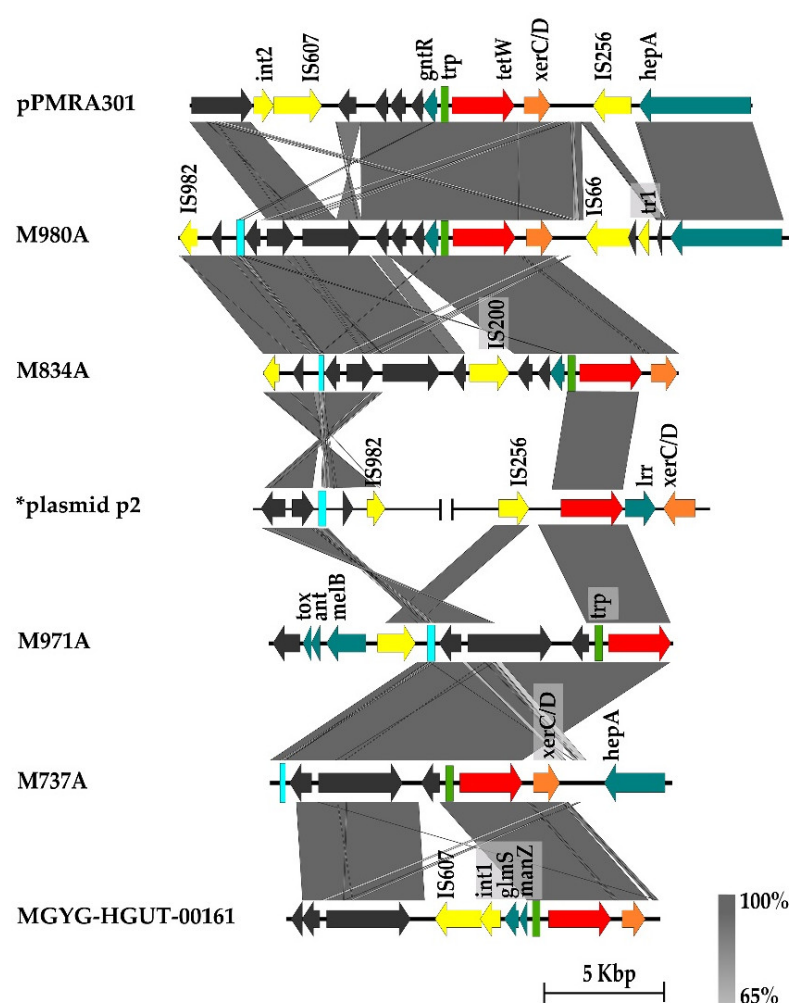 int2 IS607 gntR trp tetW xerC/D IS256 hepA
pPMRA301
IS982 IS66 tr1
M980A
IS200
M834A
IS982 IS256 lrr xerC/D
*plasmid p2
tox ant melB trp
M971A
xerC/D hepA
M737A
IS607 int1 glmS manZ
MGYG-HGUT-00161
100%
5 Kbp
65%